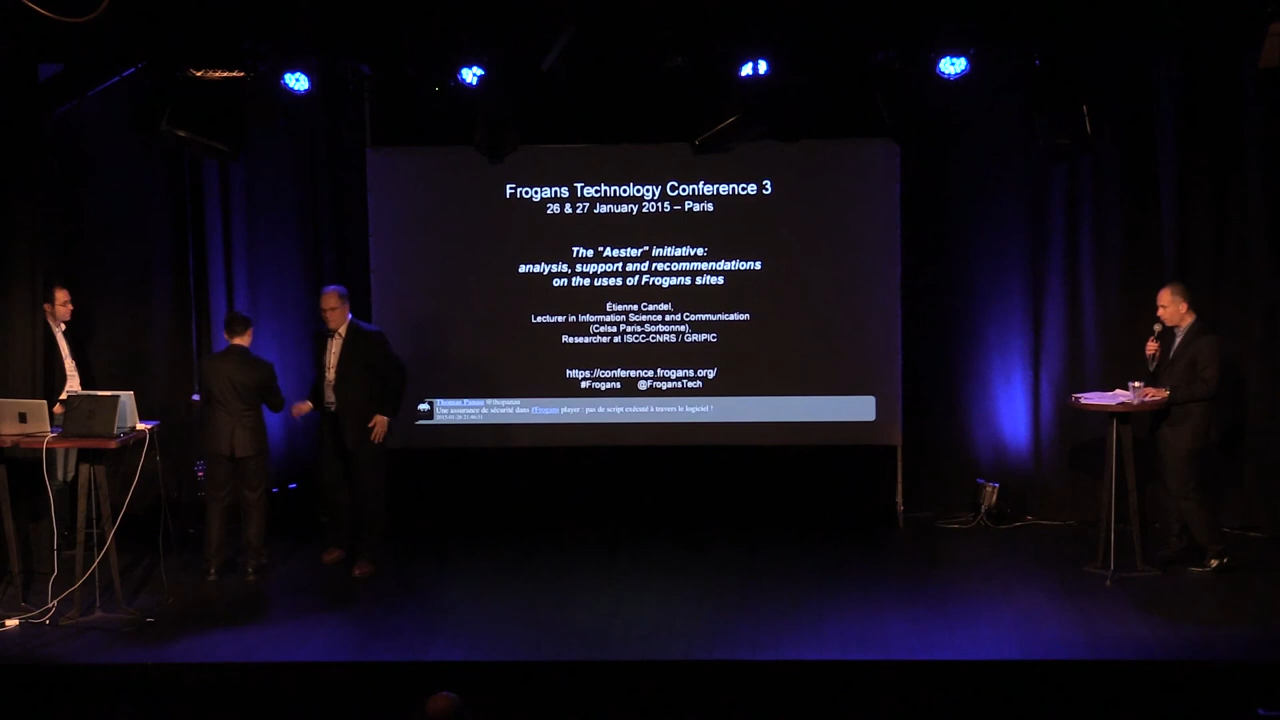 Frogans Technology Conference 3
26 & 27 January 2015 – Paris
The "Aester" initiative:
analysis, support and recommendations
on the uses of Frogans sites
Étienne Candel,
Lecturer in Information Science and Communication
(Celsa Paris-Sorbonne),
Researcher at ISCC-CNRS / GRIPIC
https://conference.frogans.org/
#Frogans @FrogansTech
Thomas Panau @thopanau
Une assurance de sécurité dans #Frogans player : pas de script exécuté à travers le logiciel !